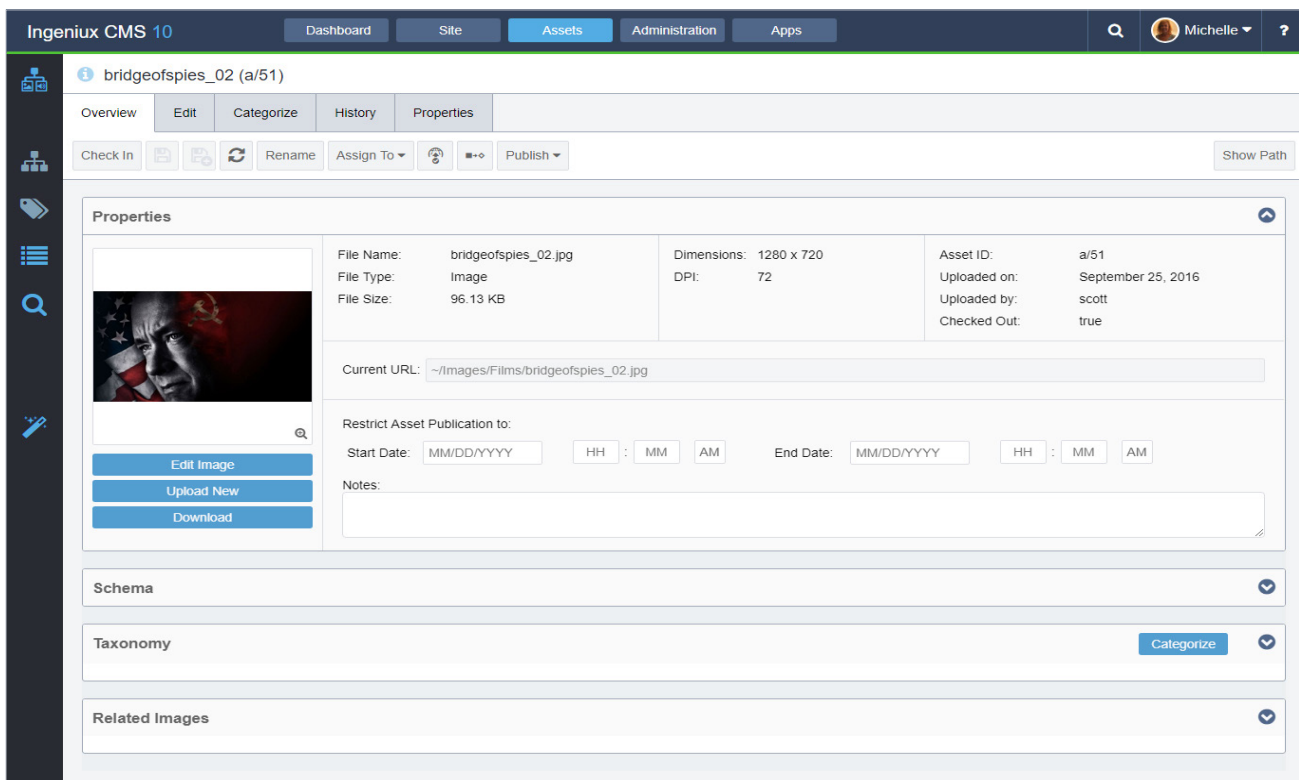 Ingeniux CMS 10
Dashboard
Site
Assets
Administration
Apps
Michelle
?
bridgeofspies_02 (a/51)
Overview
Edit
Categorize
History
Properties
Check In
Rename
Assign To
Publish
Show Path
Properties
File Name: bridgeofspies_02.jpg
File Type: Image
File Size: 96.13 KB
Dimensions: 1280 x 720
DPI: 72
Asset ID: a/51
Uploaded on: September 25, 2016
Uploaded by: scott
Checked Out: true
Current URL: ~/Images/Films/bridgeofspies_02.jpg
Restrict Asset Publication to:
Start Date: MM/DD/YYYY HH : MM AM End Date: MM/DD/YYYY HH : MM AM
Notes:
Edit Image
Upload New
Download
Schema
Taxonomy
Categorize
Related Images